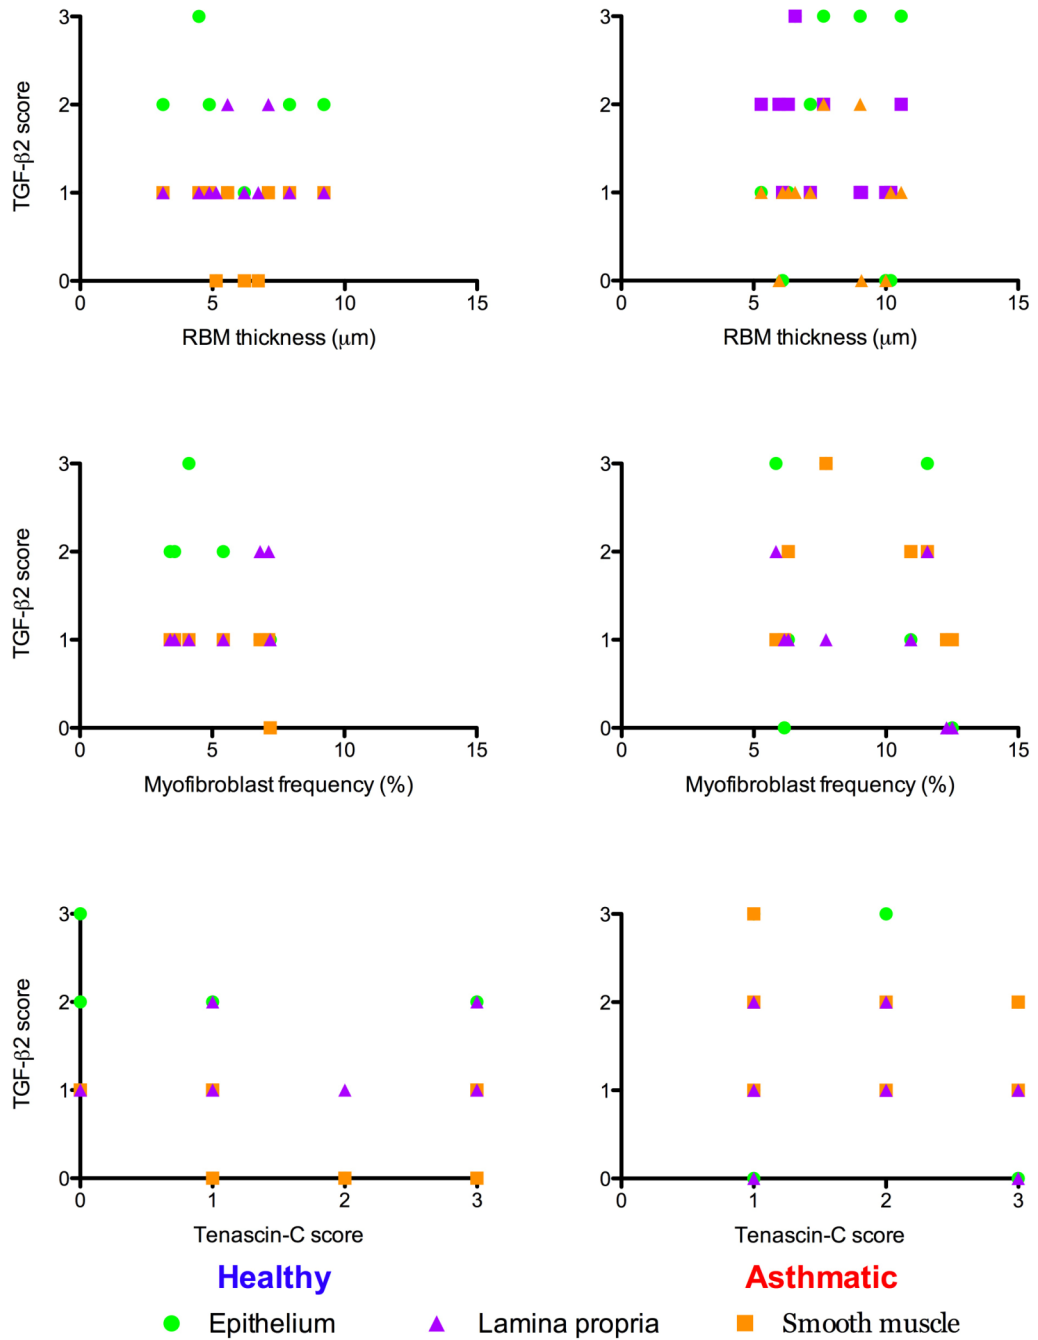 3
2
1
0
TGF-β2 score
0 5 10 15
RBM thickness (μm)
3
2
1
0
0 5 10 15
RBM thickness (μm)
3
2
1
0
TGF-β2 score
0 5 10 15
Myofibroblast frequency (%)
3
2
1
0
0 5 10 15
Myofibroblast frequency (%)
3
2
1
0
TGF-β2 score
0 1 2 3
Tenascin-C score
3
2
1
0
0 1 2 3
Tenascin-C score
Healthy Asthmatic
Epithelium Lamina propria Smooth muscle